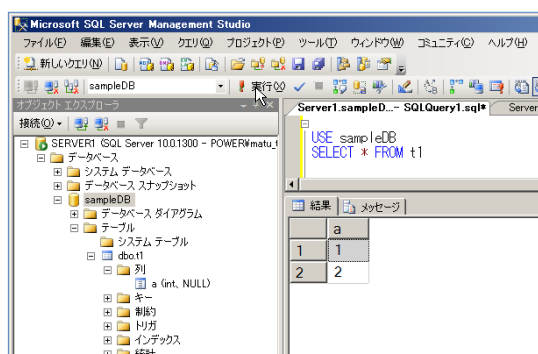 Microsoft SQL Server Management Studio
ファイル(F) 編集(E) 表示(V) クエリ(Q) プロジェクト(P) ツール(T) ウィンドウ(W) コミュニティ(C) ヘルプ(H)
新しいクエリ(N)
sampleDB 実行(X)
オブジェクト エクスプローラ
接続(O)
SERVER1 (SQL Server 10.0.1300 - POWER¥matu_t
データベース
システム データベース
データベース スナップショット
sampleDB
データベース ダイアグラム
テーブル
システム テーブル
dbo.t1
列
a (int, NULL)
キー
制約
トリガ
インデックス
統計
Server1.sampleD...- SQLQuery1.sql* Server
USE sampleDB
SELECT * FROM t1
結果 メッセージ
a
1 1
2 2